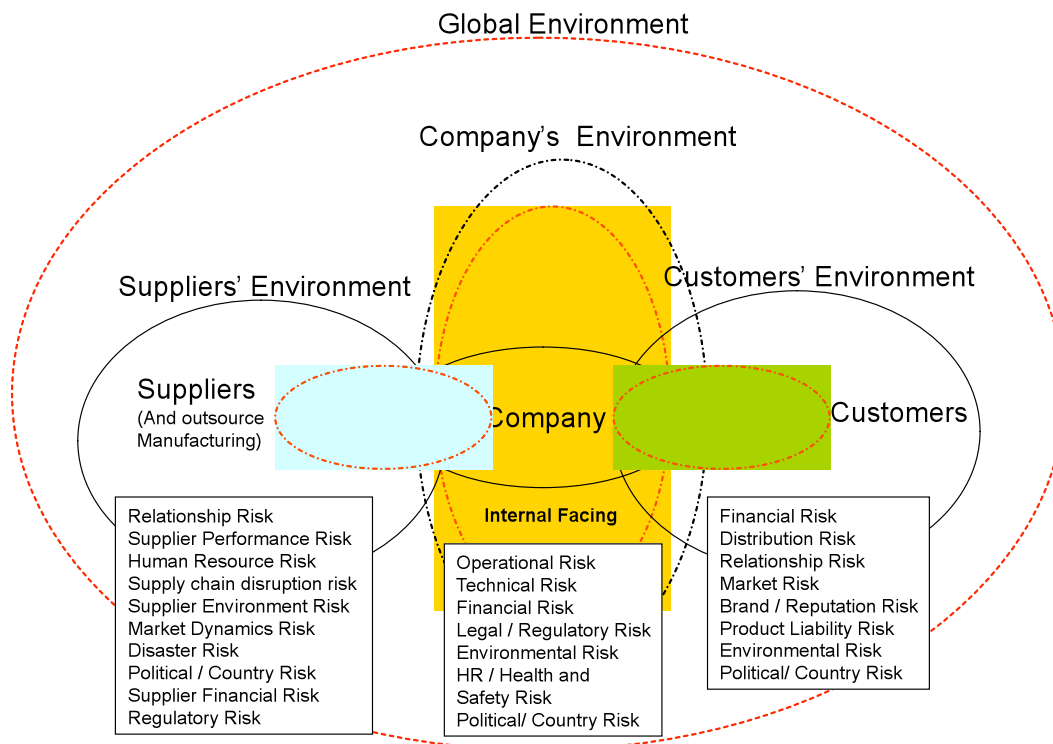 Global Environment
Company's  Environment
Suppliers' Environment
Customers' Environment
Suppliers
(And outsource
Manufacturing)
Company
Customers
Internal Facing
Relationship Risk
Supplier Performance Risk
Human Resource Risk
Supply chain disruption risk
Supplier Environment Risk
Market Dynamics Risk
Disaster Risk
Political / Country Risk
Supplier Financial Risk
Regulatory Risk
Operational Risk
Technical Risk
Financial Risk
Legal / Regulatory Risk
Environmental Risk
HR / Health and
Safety Risk
Political/ Country Risk
Financial Risk
Distribution Risk
Relationship Risk
Market Risk
Brand / Reputation Risk
Product Liability Risk
Environmental Risk
Political/ Country Risk